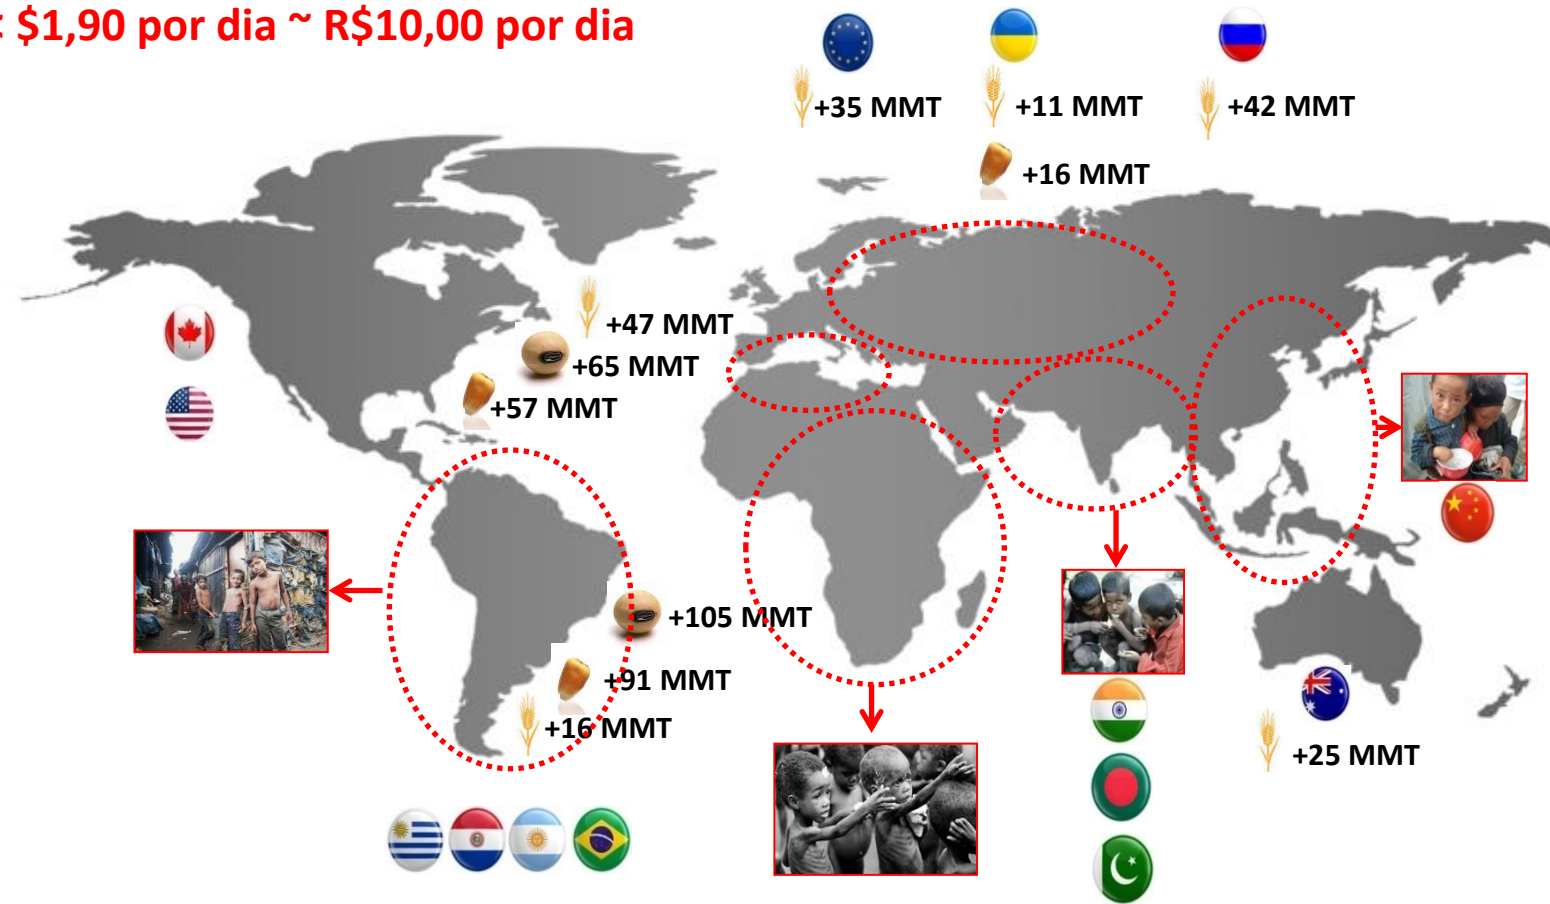 $1,90 por dia ~ R$10,00 por dia
+35 MMT
+11 MMT
+42 MMT
+16 MMT
+47 MMT
+65 MMT
+57 MMT
+105 MMT
+91 MMT
+16 MMT
+25 MMT